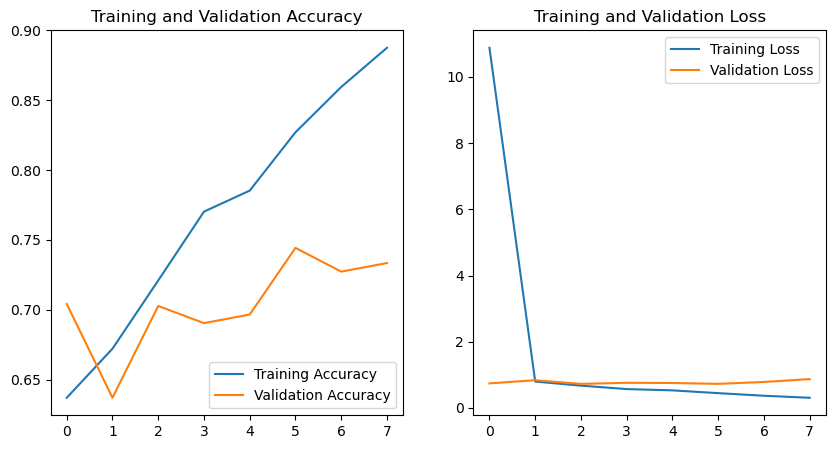 Training and Validation Accuracy
0.90
0.85
0.80
0.75
0.70
0.65
0 1 2 3 4 5 6 7
Training Accuracy
Validation Accuracy
Training and Validation Loss
10
8
6
4
2
0
0 1 2 3 4 5 6 7
Training Loss
Validation Loss